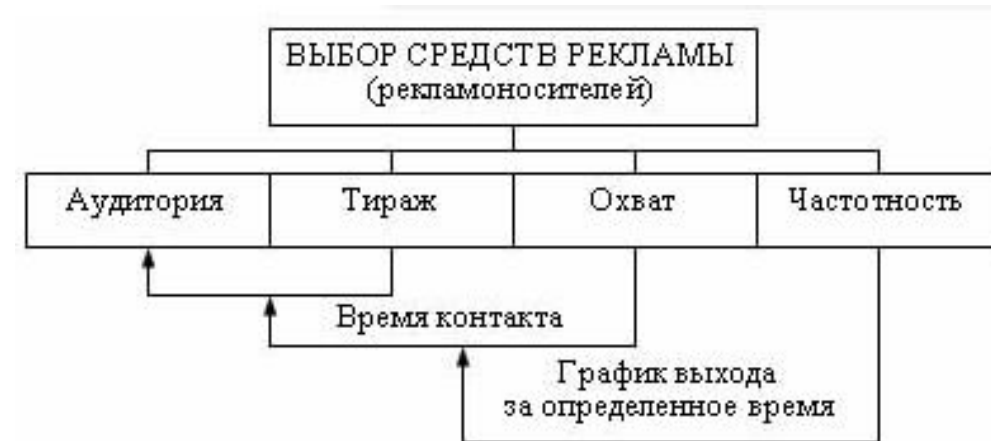 ВЫБОР СРЕДСТВ РЕКЛАМЫ
(рекламоносителей)
Аудитория
Тираж
Охват
Частотность
Время контакта
График выхода
за определенное время